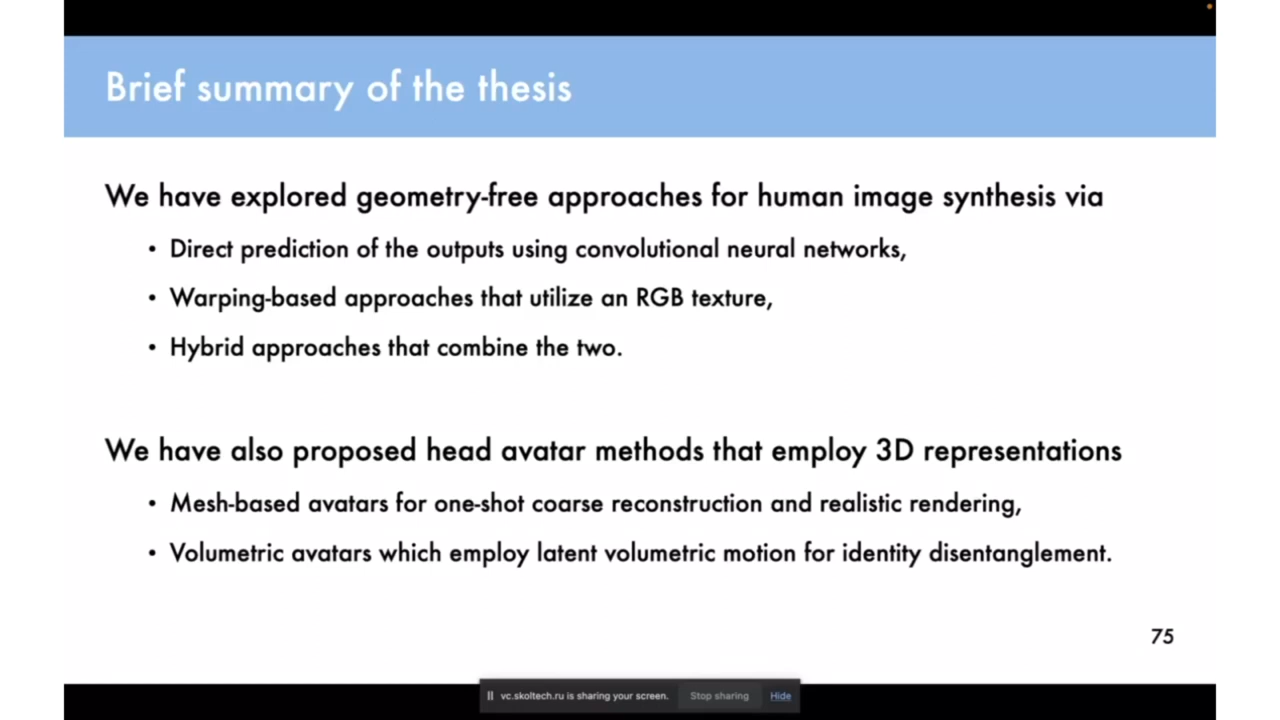 Brief summary of the thesis
We have explored geometry-free approaches for human image synthesis via
• Direct prediction of the outputs using convolutional neural networks,
• Warping-based approaches that utilize an RGB texture,
• Hybrid approaches that combine the two.
We have also proposed head avatar methods that employ 3D representations
• Mesh-based avatars for one-shot coarse reconstruction and realistic rendering,
• Volumetric avatars which employ latent volumetric motion for identity disentanglement.
75
vc.skoltech.ru is sharing your screen. Stop sharing Hide